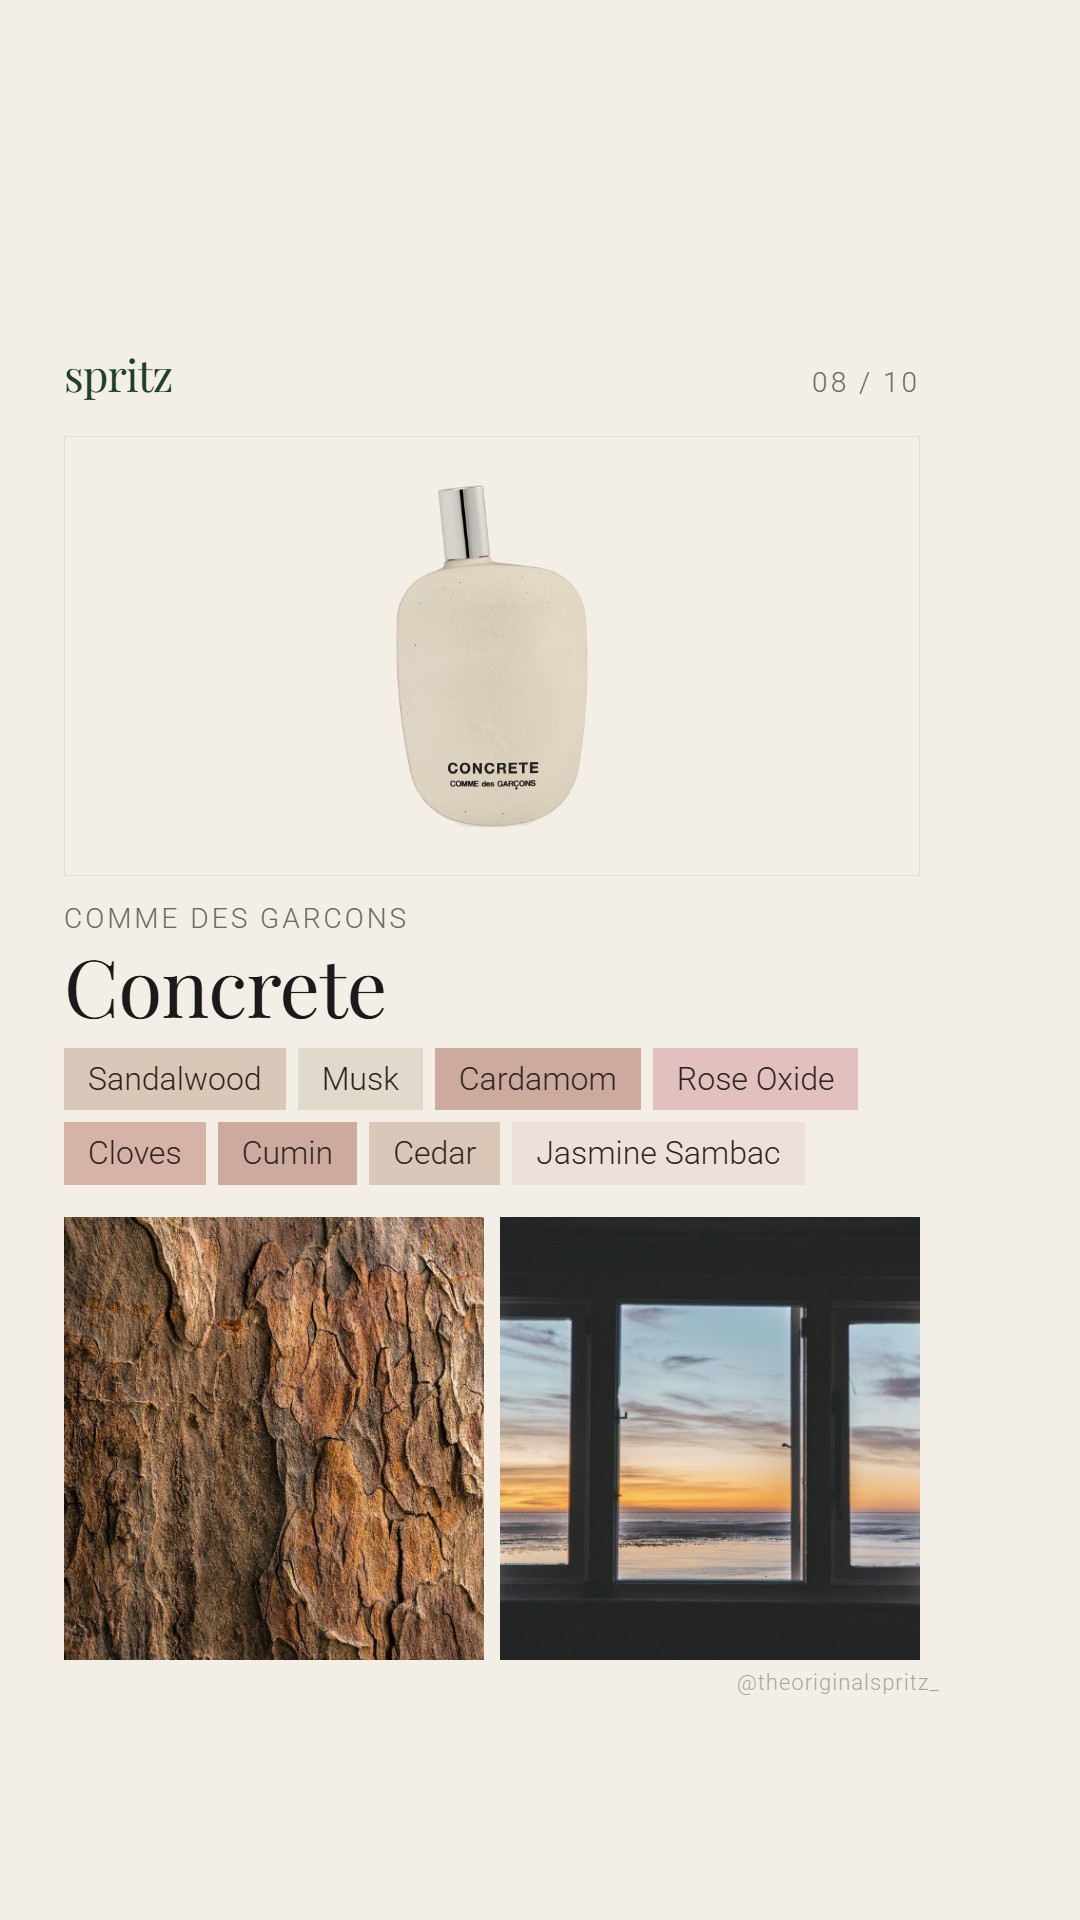 spritz
08 / 10
CONCRETE
COMME des GARÇONS
COMME DES GARCONS
Concrete
Sandalwood Musk Cardamom Rose Oxide
Cloves Cumin Cedar Jasmine Sambac
@theoriginalspritz_